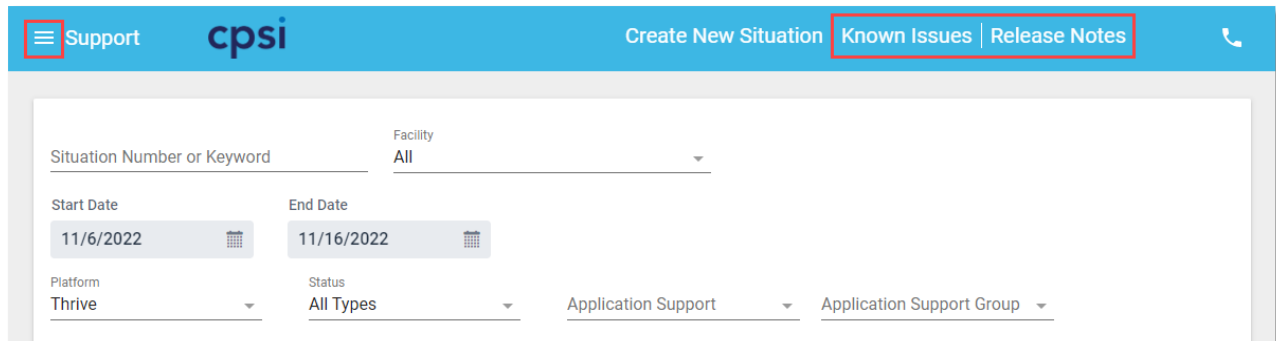 Support cpsi Create New Situation Known Issues Release Notes
Facility
Situation Number or Keyword All
Start Date End Date
11/6/2022 11/16/2022
Platform Status
Thrive All Types Application Support Application Support Group